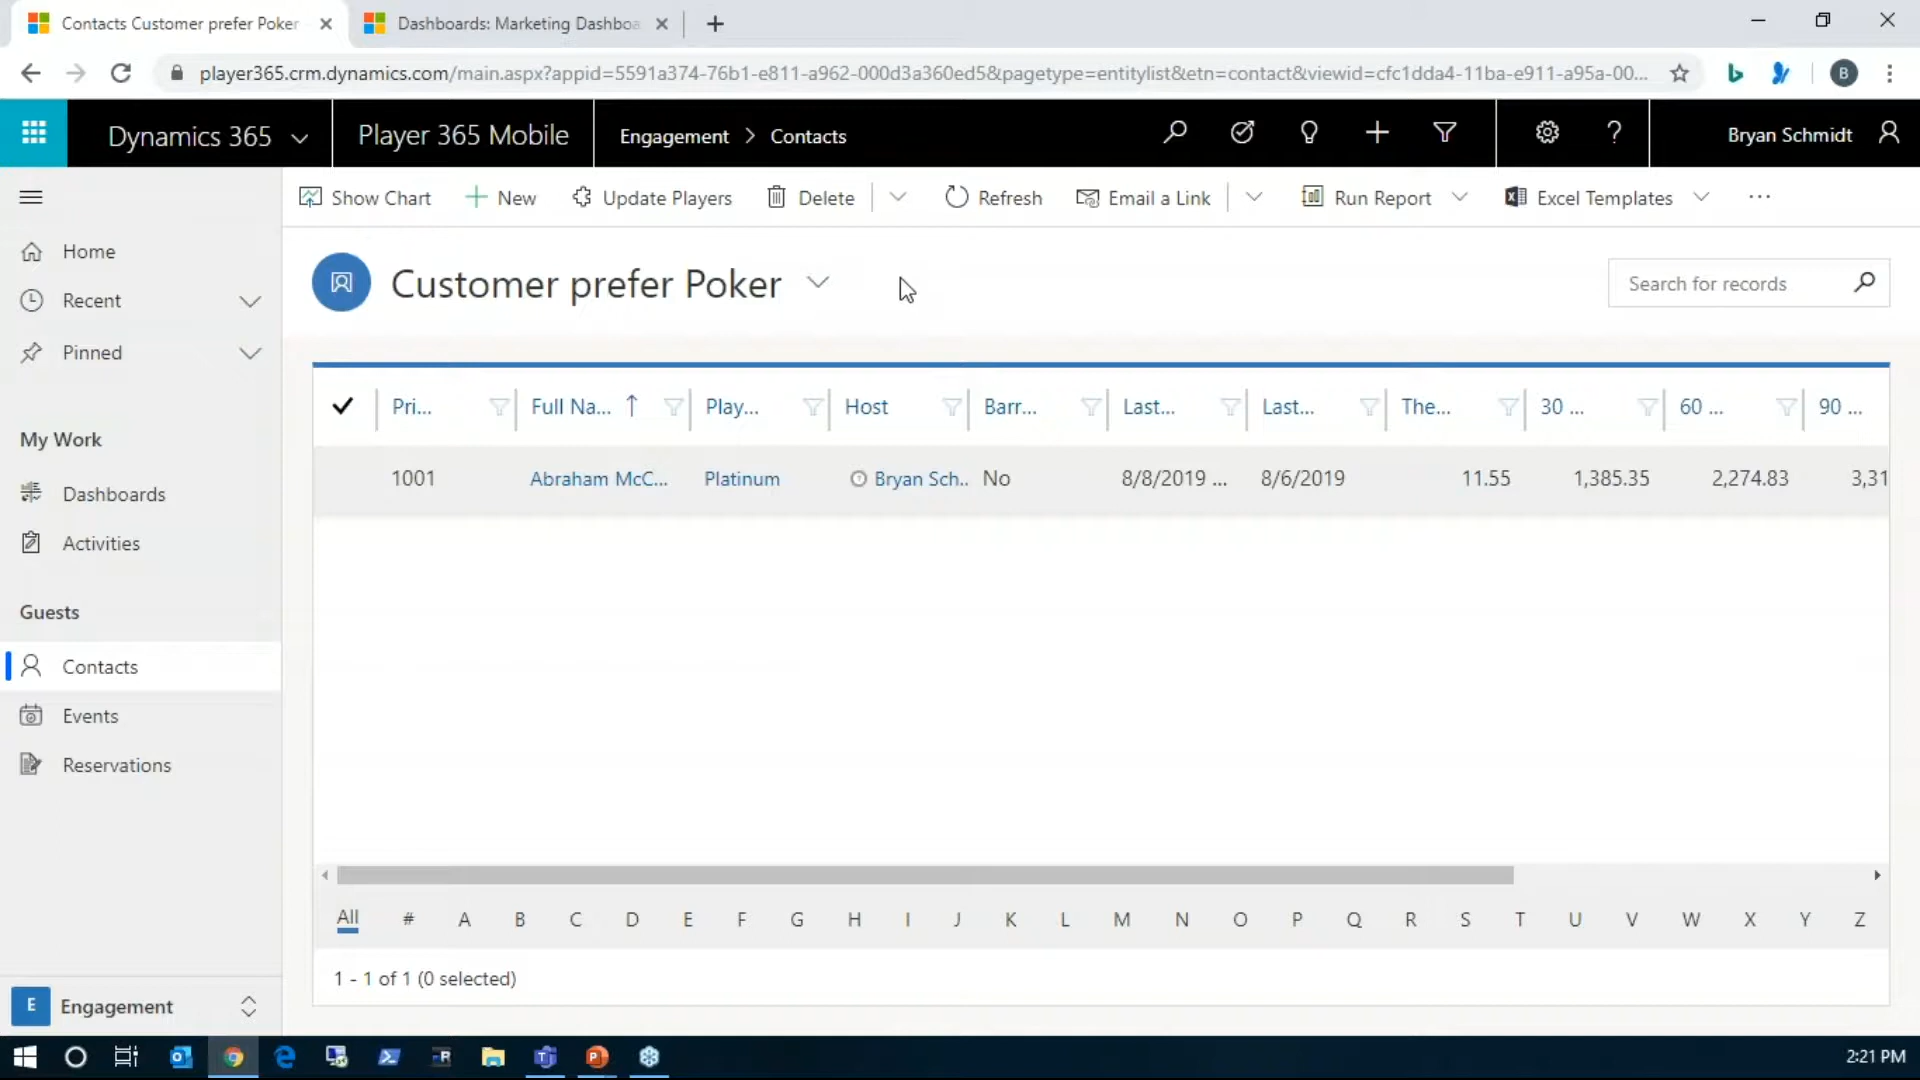 Contacts Customer prefer Poker
Dashboards: Marketing Dashboa
player365.crm.dynamics.com/main.aspx?appid=5591a374-76b1-e811-a962-000d3a360ed5&pagetype=entitylist&etn=contact&viewid=cfc1dda4-11ba-e911-a95a-00...
B
Dynamics 365
Player 365 Mobile
Engagement > Contacts
Bryan Schmidt
Show Chart
New
Update Players
Delete
Refresh
Email a Link
Run Report
Excel Templates
Home
Recent
Pinned
My Work
Dashboards
Activities
Guests
Contacts
Events
Reservations
E Engagement
Customer prefer Poker
Search for records
Pri... Full Na... Play... Host Barr... Last... Last... The... 30 ... 60 ... 90 ...
1001 Abraham McC... Platinum Bryan Sch.. No 8/8/2019 ... 8/6/2019 11.55 1,385.35 2,274.83 3,31
All # A B C D E F G H I J K L M N O P Q R S T U V W X Y Z
1 - 1 of 1 (0 selected)
2:21 PM